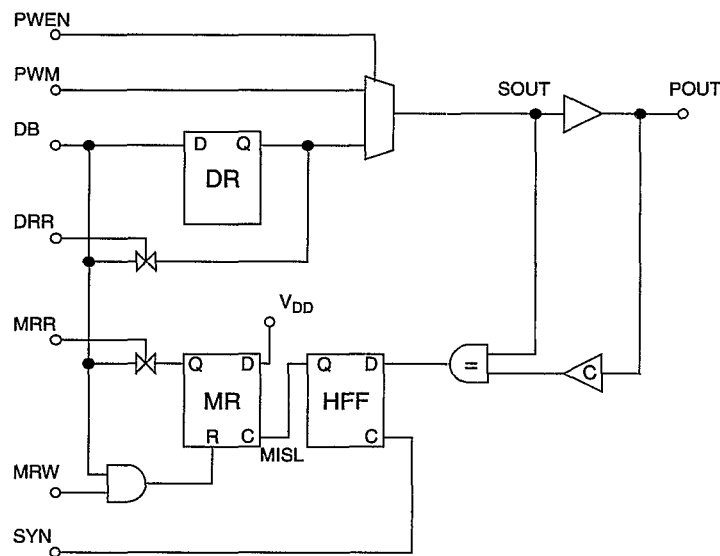 PWEN
PWM
SOUT
POUT
DB
D Q
DR
DRR
V_DD
MRR
Q D
MR
R C
Q D
HFF
C
=
C
MISL
MRW
SYN